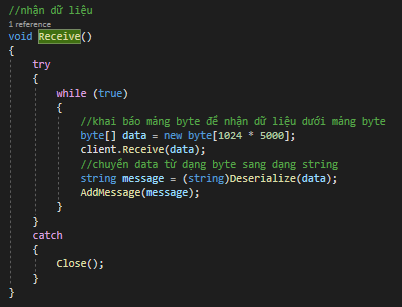 //nhận dữ liệu
1 reference
void Receive()
{
try
{
while (true)
{
//khai báo mảng byte để nhận dữ liệu dưới mảng byte
byte[] data = new byte[1024 * 5000];
client.Receive(data);
//chuyển data từ dạng byte sang dạng string
string message = (string)Deserialize(data);
AddMessage(message);
}
}
catch
{
Close();
}
}